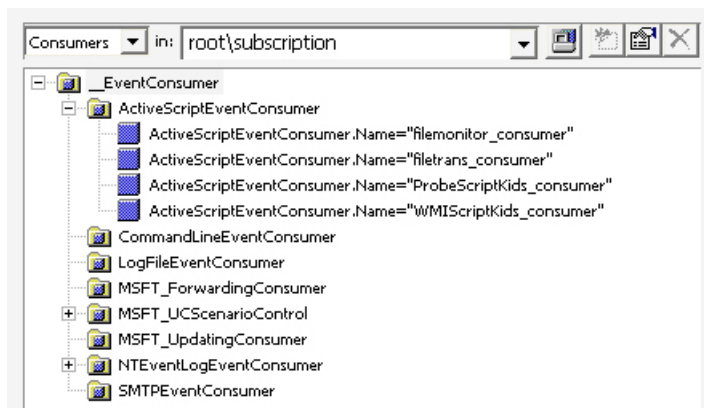 Consumers in: root\subscription
__EventConsumer
ActiveScriptEventConsumer
ActiveScriptEventConsumer.Name="filemonitor_consumer"
ActiveScriptEventConsumer.Name="filetrans_consumer"
ActiveScriptEventConsumer.Name="ProbeScriptKids_consumer"
ActiveScriptEventConsumer.Name="WMIScriptKids_consumer"
CommandLineEventConsumer
LogFileEventConsumer
MSFT_ForwardingConsumer
MSFT_UCScenarioControl
MSFT_UpdatingConsumer
NTEventLogEventConsumer
SMTPEventConsumer